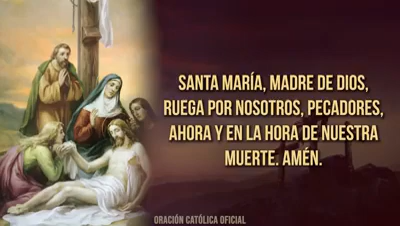 SANTA MARÍA, MADRE DE DIOS,
RUEGA POR NOSOTROS, PECADORES,
AHORA Y EN LA HORA DE NUESTRA
MUERTE. AMÉN.
ORACIÓN CATÓLICA OFICIAL